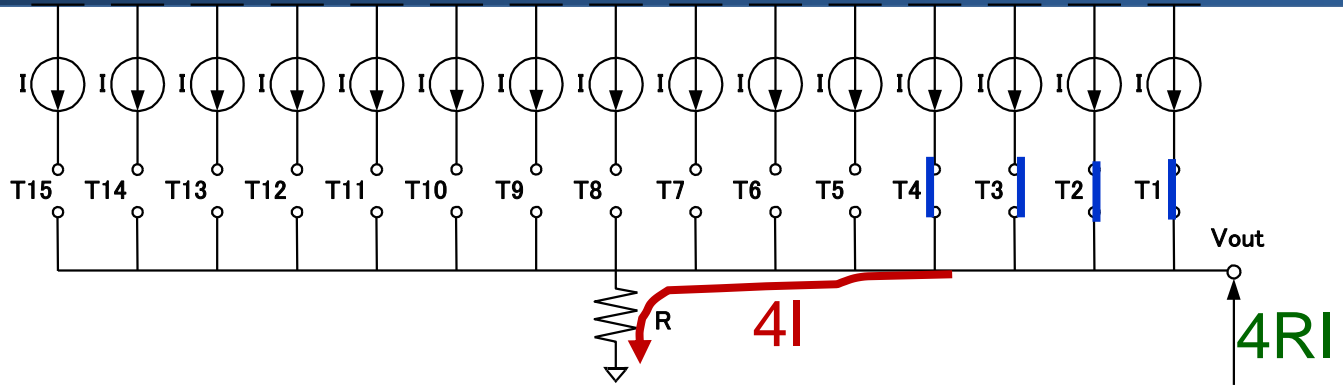 I I I I I I I I I I I I I I I
T15 T14 T13 T12 T11 T10 T9 T8 T7 T6 T5 T4 T3 T2 T1
Vout
R 4I
4RI